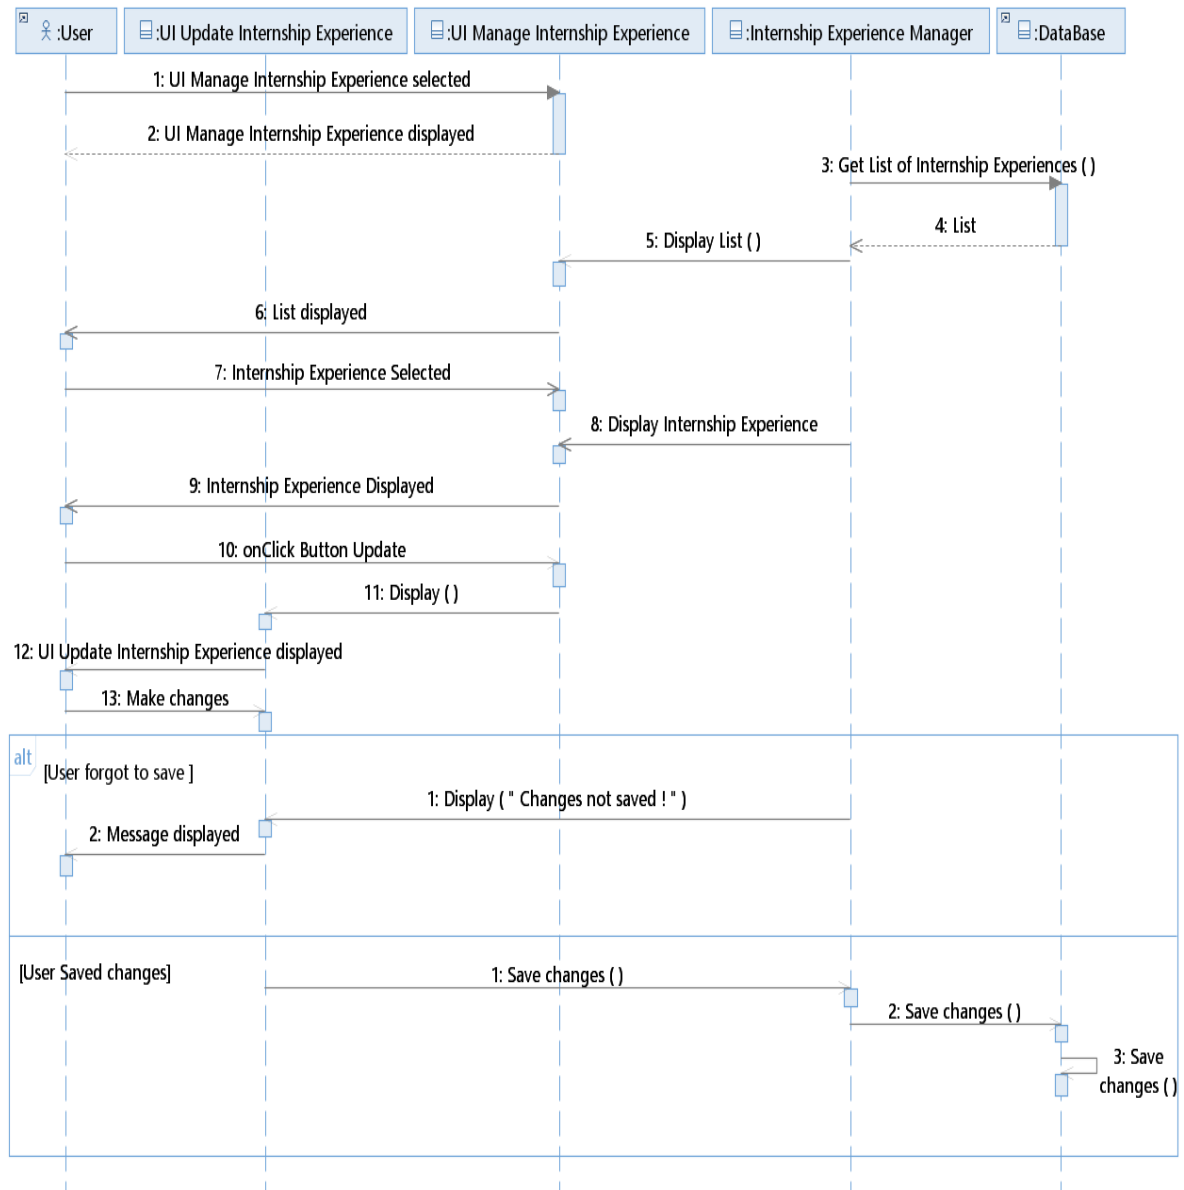 :User
:UI Update Internship Experience
:UI Manage Internship Experience
:Internship Experience Manager
:DataBase
1: UI Manage Internship Experience selected
2: UI Manage Internship Experience displayed
3: Get List of Internship Experiences ( )
4: List
5: Display List ( )
6: List displayed
7: Internship Experience Selected
8: Display Internship Experience
9: Internship Experience Displayed
10: onClick Button Update
11: Display ( )
12: UI Update Internship Experience displayed
13: Make changes
alt
[User forgot to save ]
1: Display ( " Changes not saved ! " )
2: Message displayed
[User Saved changes]
1: Save changes ( )
2: Save changes ( )
3: Save
changes ( )